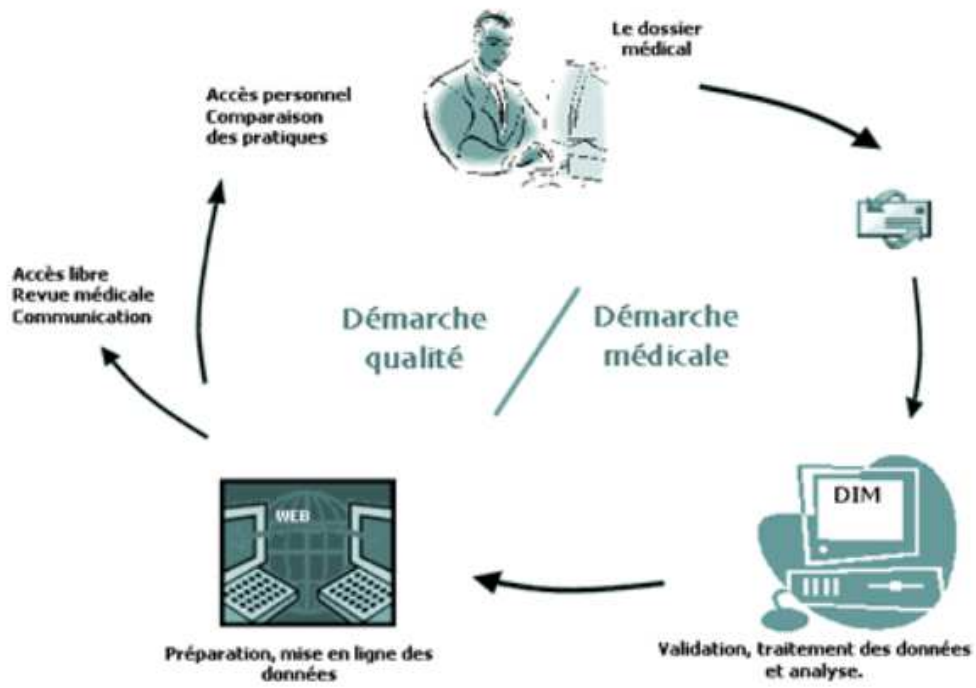 Le dossier
médical
Accès personnel
Comparaison
des pratiques
Accès libre
Revue médicale
Communication
Démarche
qualité
Démarche
médicale
DIM
WEB
Validation, traitement des données
et analyse.
Préparation, mise en ligne des
données